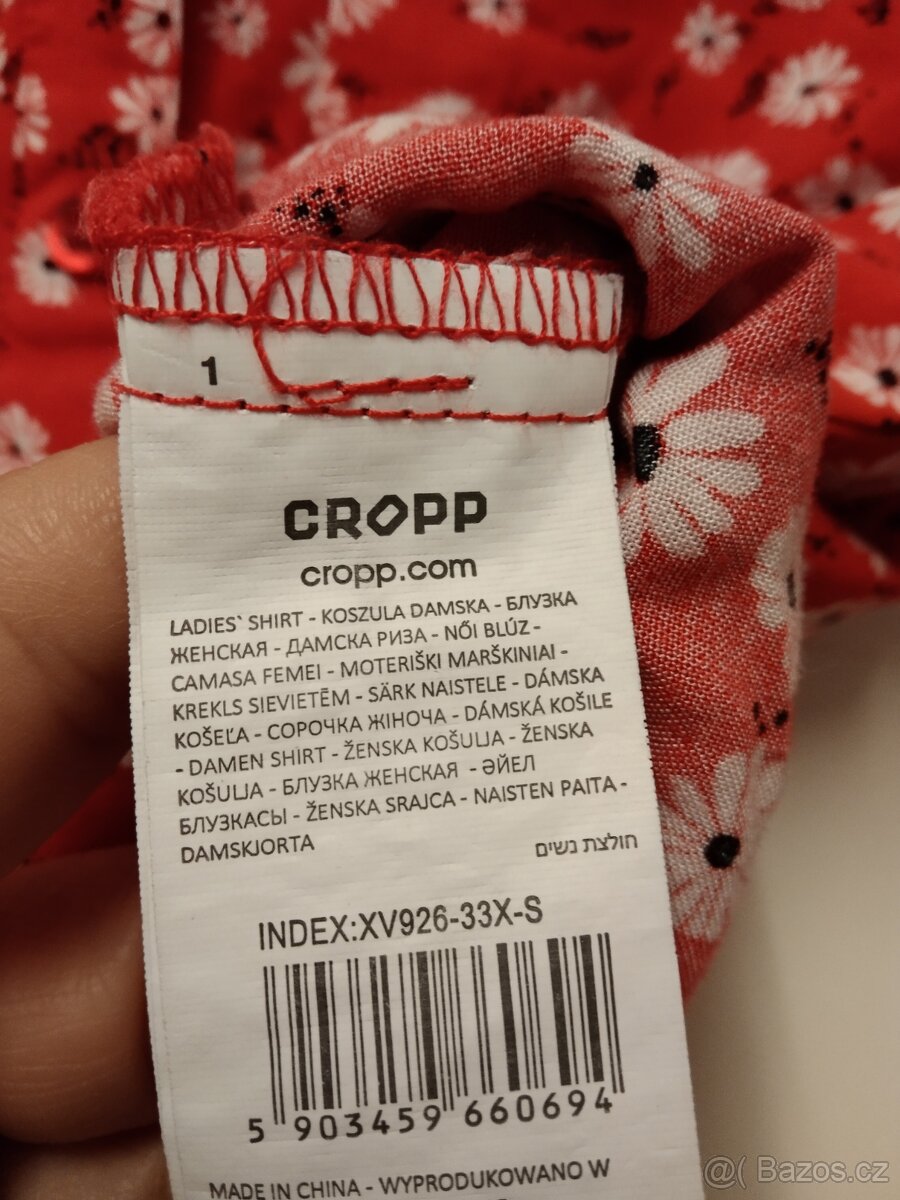 1
CROPP
cropp.com
LADIES` SHIRT - KOSZULA DAMSKA - БЛУЗКА
ЖЕНСКАЯ - ДАМСКА РИЗА - NŐI BLÚZ -
CAMASA FEMEI - MOTERIŠKI MARŠKINIAI -
KREKLS SIEVIETĒM - SÄRK NAISTELE - DÁMSKA
KOŠEĽA - СОРОЧКА ЖІНОЧА - DÁMSKÁ KOŠILE
- DAMEN SHIRT - ŽENSKA KOŠULJA - ŽENSKA
KOŠULJA - БЛУЗКА ЖЕНСКАЯ - ӘЙЕЛ
БЛУЗКАСЫ - ŽENSKA SRAJCA - NAISTEN PAITA -
DAMSKJORTA
חולצת נשים
INDEX:XV926-33X-S
5 903459 660694
MADE IN CHINA - WYPRODUKOWANO W
@( Bazos.cz